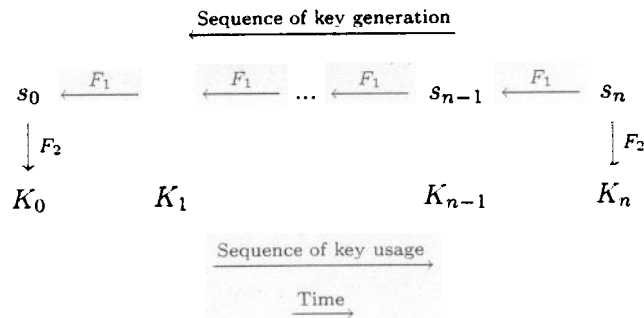 Sequence of key generation
F₁ F₁ F₁ F₁
s₀ ... sₙ₋₁ sₙ
F₂ F₂
K₀ K₁ Kₙ₋₁ Kₙ
Sequence of key usage
Time